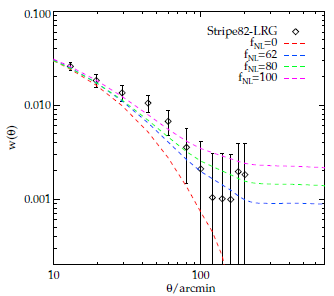 0.100
Stripe82-LRG
f_NL=0
f_NL=62
f_NL=80
f_NL=100
0.010
w(θ)
0.001
10 100
θ/arcmin